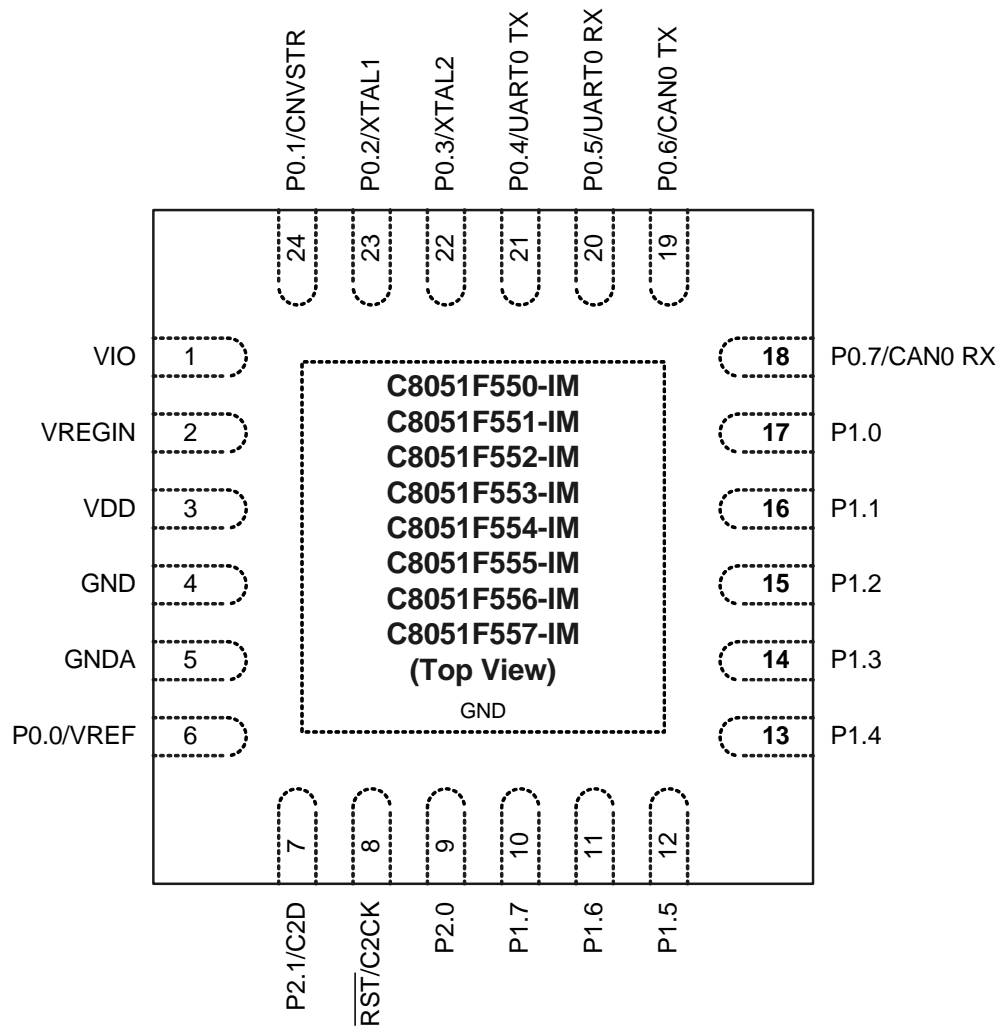 P0.1/CNVSTR
P0.2/XTAL1
P0.3/XTAL2
P0.4/UART0 TX
P0.5/UART0 RX
P0.6/CAN0 TX
24
23
22
21
20
19
VIO 1
VREGIN 2
VDD 3
GND 4
GNDA 5
P0.0/VREF 6
C8051F550-IM
C8051F551-IM
C8051F552-IM
C8051F553-IM
C8051F554-IM
C8051F555-IM
C8051F556-IM
C8051F557-IM
(Top View)
GND
18 P0.7/CAN0 RX
17 P1.0
16 P1.1
15 P1.2
14 P1.3
13 P1.4
7
8
9
10
11
12
P2.1/C2D
RST/C2CK
P2.0
P1.7
P1.6
P1.5